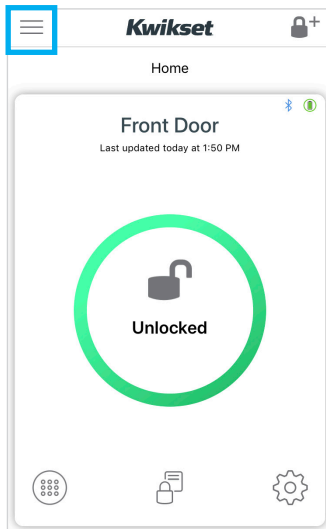 Kwikset
Home
Front Door
Last updated today at 1:50 PM
Unlocked